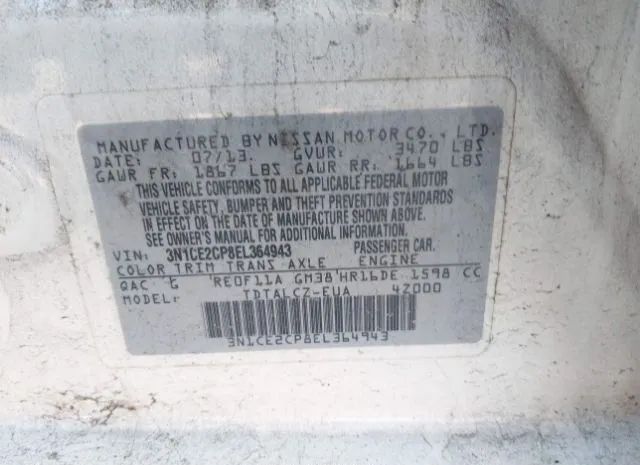 MANUFACTURED BY NISSAN MOTOR CO., LTD.
DATE: 07/13. GVWR: 3470 LBS
GAWR FR: 1867 LBS GAWR RR: 1664 LBS
THIS VEHICLE CONFORMS TO ALL APPLICABLE FEDERAL MOTOR
VEHICLE SAFETY, BUMPER AND THEFT PREVENTION STANDARDS
IN EFFECT ON THE DATE OF MANUFACTURE SHOWN ABOVE.
SEE OWNER'S MANUAL FOR ADDITIONAL INFORMATION.
VIN: 3N1CE2CP8EL364943 PASSENGER CAR.
COLOR TRIM TRANS AXLE ENGINE
QAC G RE0F11A GM38 HR16DE 1598 CC
MODEL: TDTALCZ-EUA 42000
3N1CE2CP8EL364943